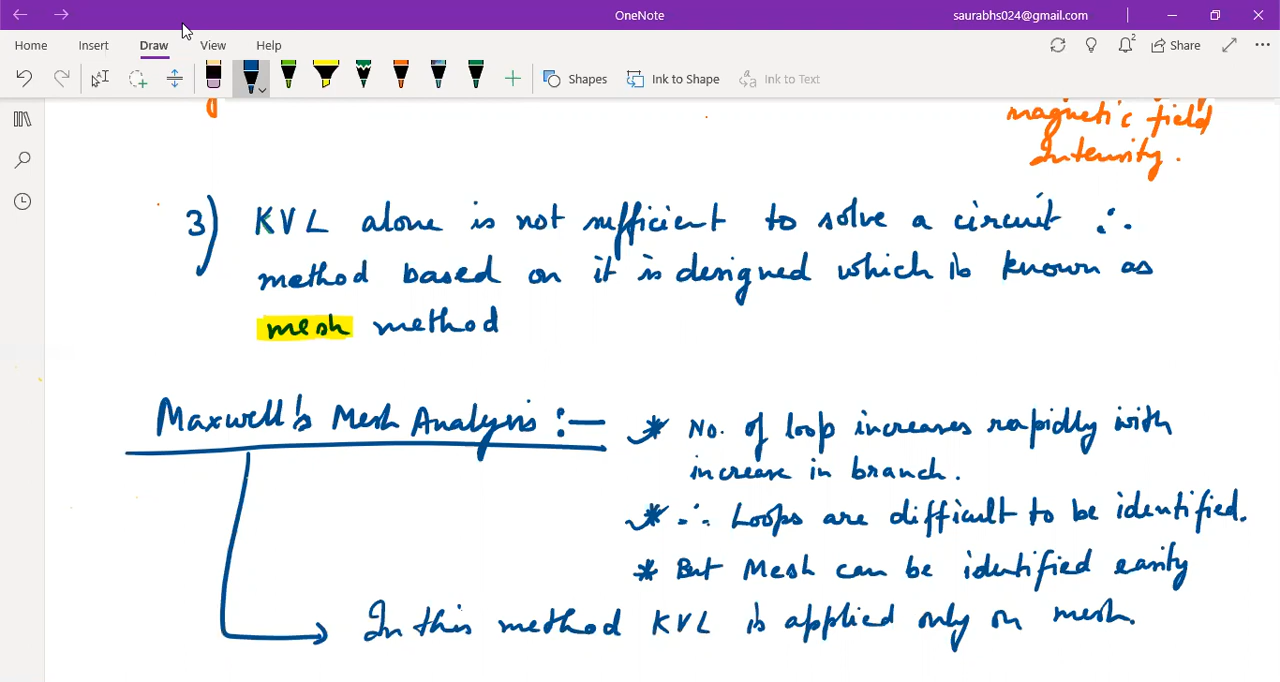 OneNote
saurabhs024@gmail.com
Home Insert Draw View Help
2
Share
Shapes Ink to Shape Ink to Text
magnetic field
Intensity.
3) KVL alone is not sufficient to solve a circuit ∴
method based on it is designed which is known as
mesh method
Maxwell's Mesh Analysis :—
* No. of loop increases rapidly with
increase in branch.
* ∴ Loops are difficult to be identified.
* But Mesh can be identified easity
In this method KVL is applied only on mesh.